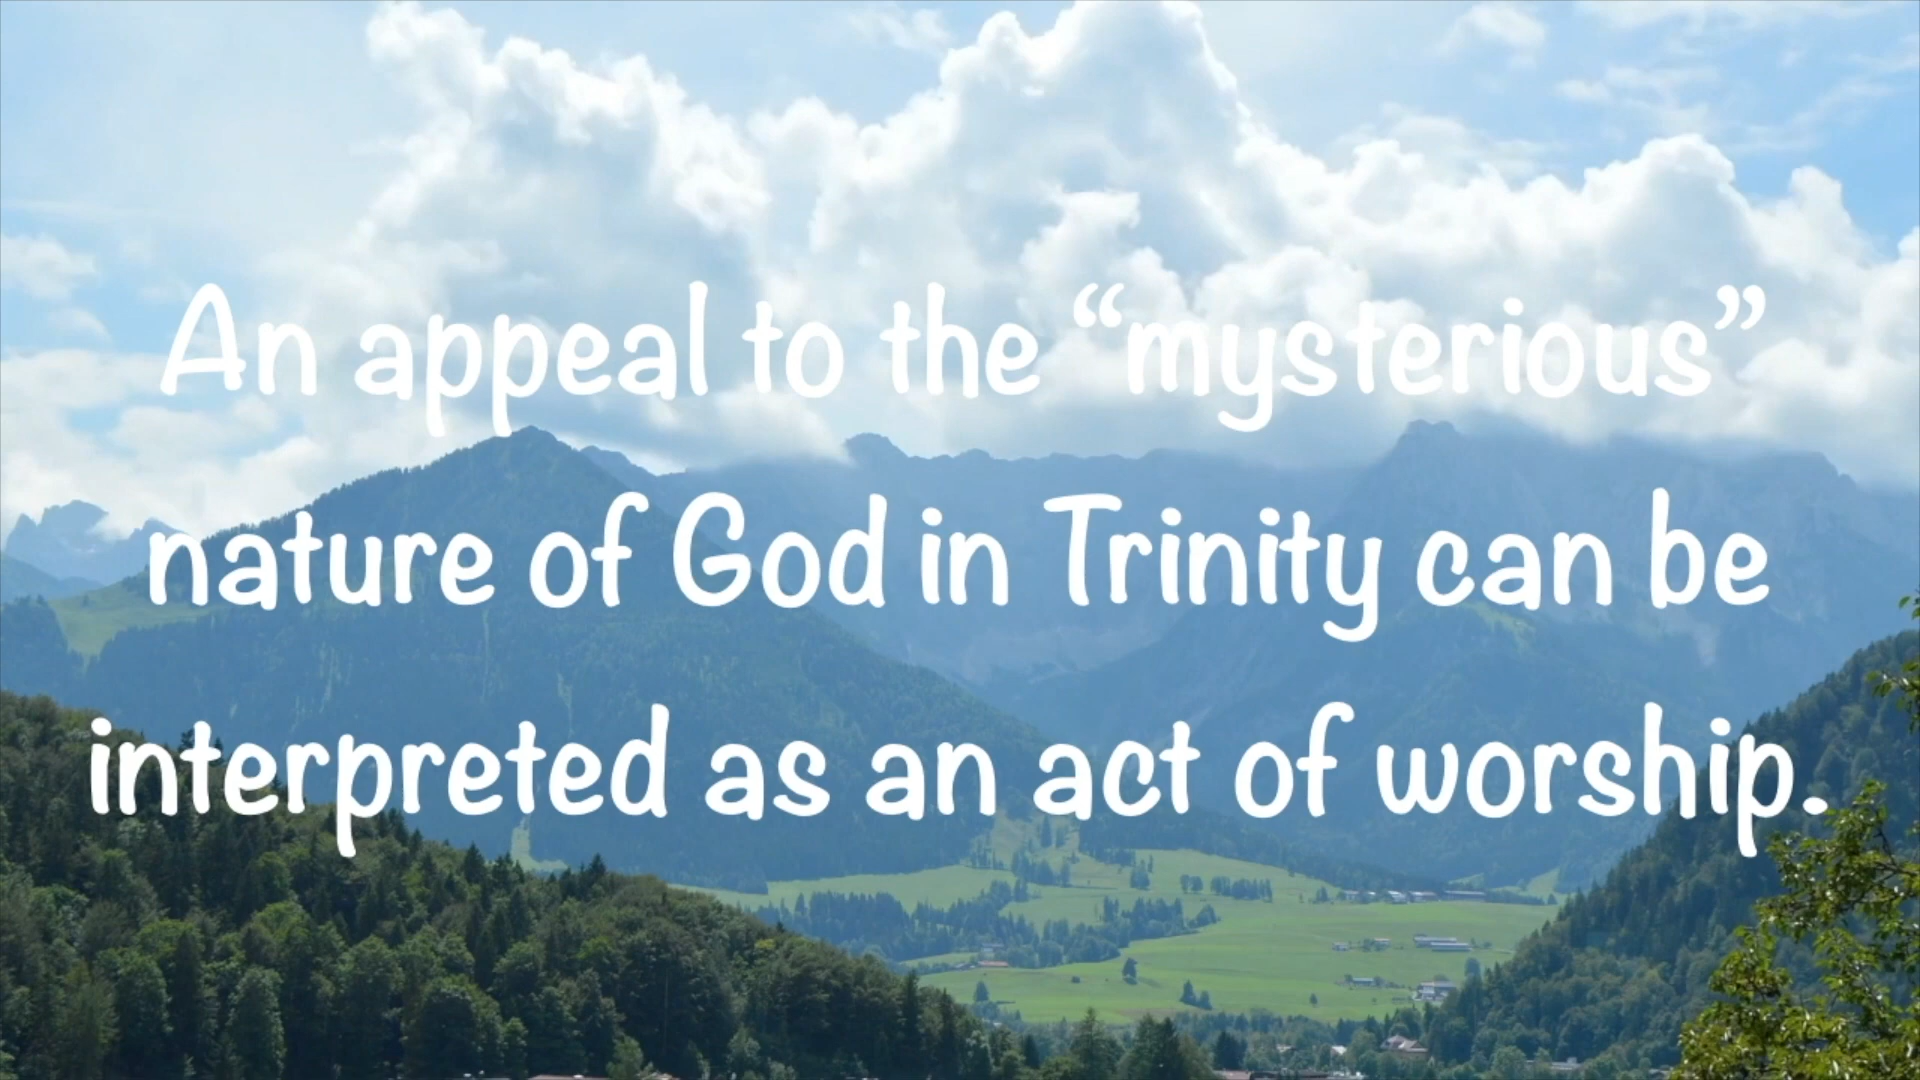 An appeal to the “mysterious”
nature of God in Trinity can be
interpreted as an act of worship.